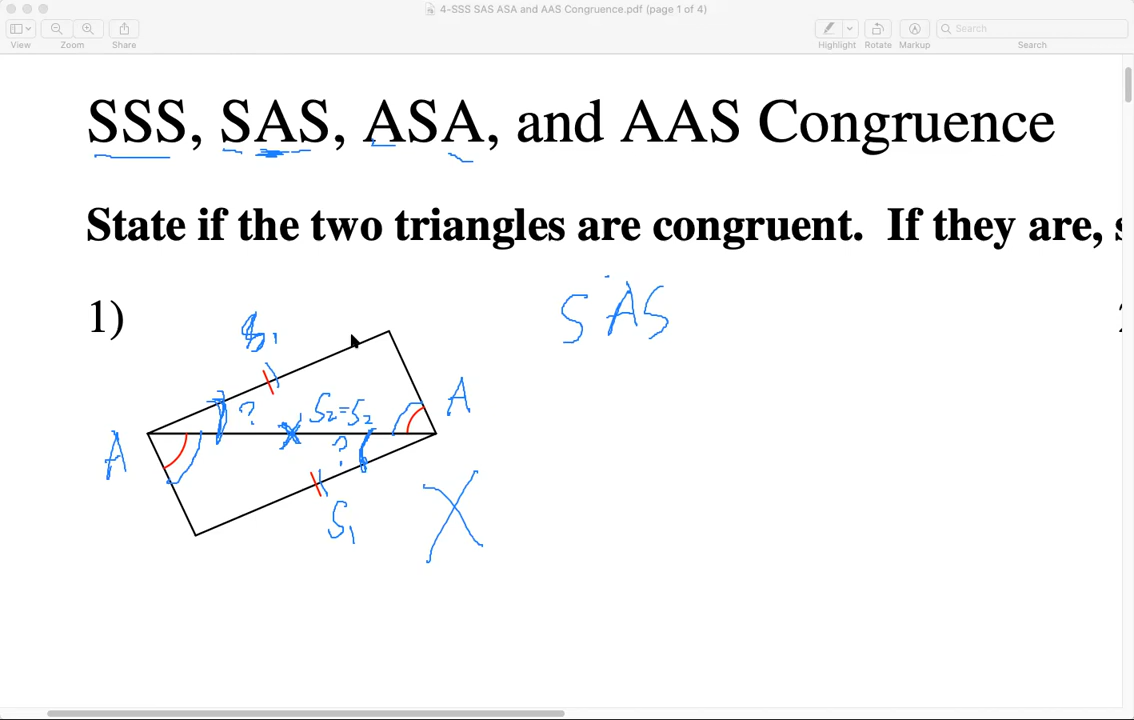 4-SSS SAS ASA and AAS Congruence.pdf (page 1 of 4)
View Zoom Share Highlight Rotate Markup Search
Search
SSS, SAS, ASA, and AAS Congruence
State if the two triangles are congruent. If they are, s
1)
SAS
S₁
? S₂=S₂ A
A ?
S₁ X